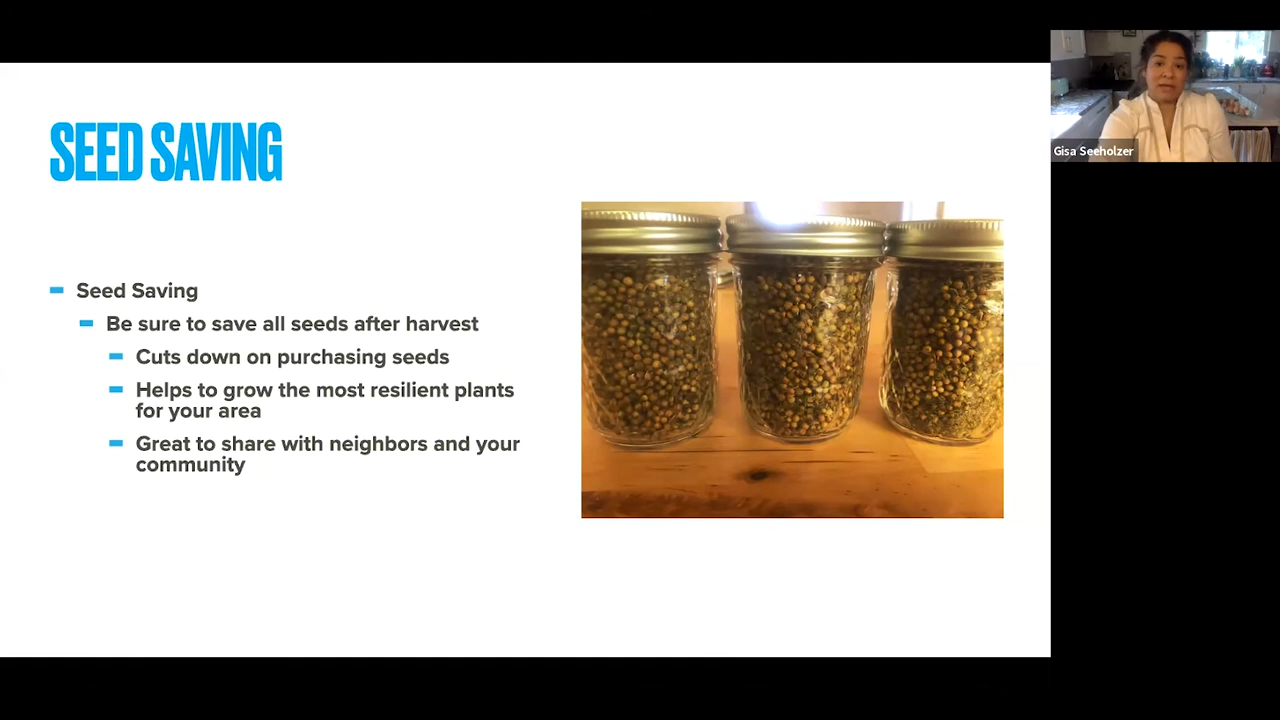 SEED SAVING
Seed Saving
Be sure to save all seeds after harvest
Cuts down on purchasing seeds
Helps to grow the most resilient plants
for your area
Great to share with neighbors and your
community
Gisa Seeholzer